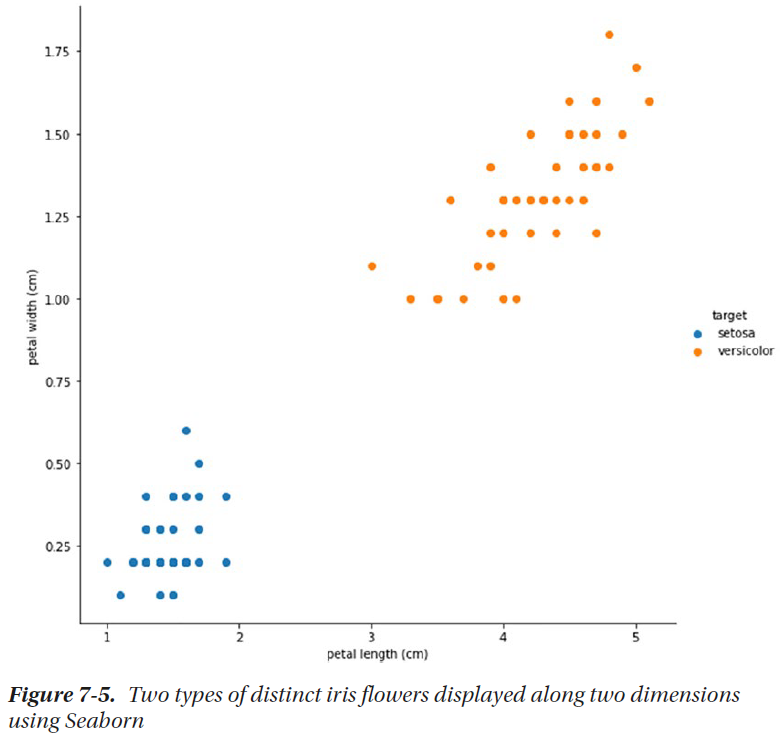 1.75
1.50
1.25
1.00
0.75
0.50
0.25
petal width (cm)
1 2 3 4 5
petal length (cm)
target
setosa
versicolor
Figure 7-5. Two types of distinct iris flowers displayed along two dimensions
using Seaborn